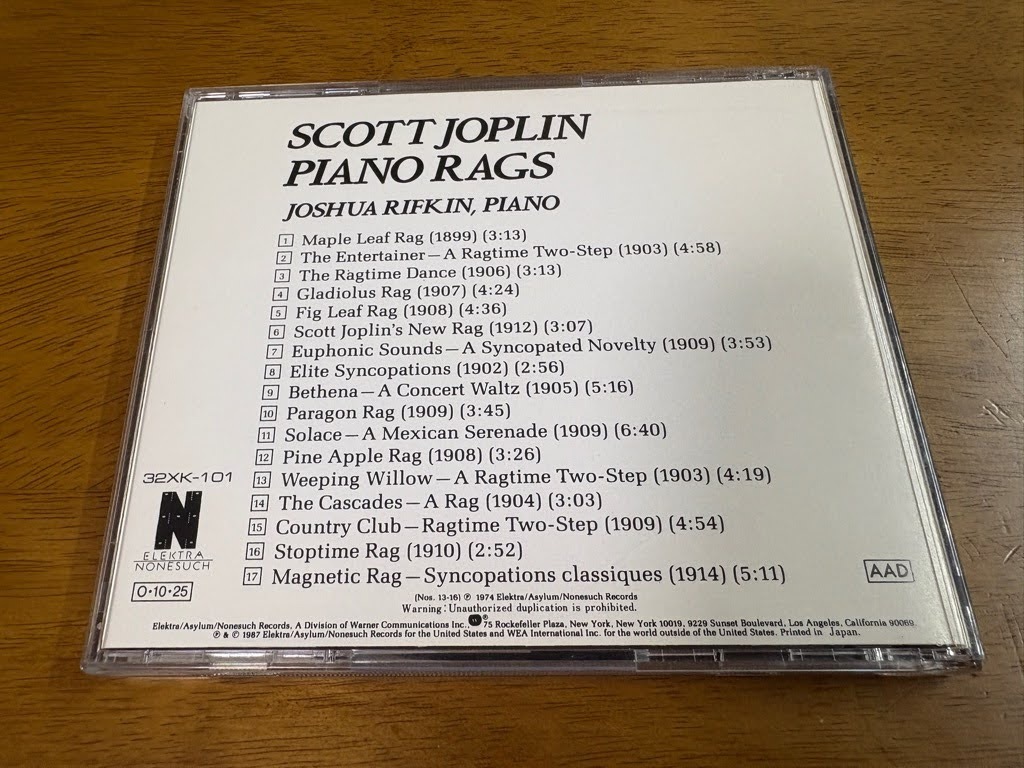 SCOTT JOPLIN
PIANO RAGS
JOSHUA RIFKIN, PIANO
1 Maple Leaf Rag (1899) (3:13)
2 The Entertainer—A Ragtime Two-Step (1903) (4:58)
3 The Ragtime Dance (1906) (3:13)
4 Gladiolus Rag (1907) (4:24)
5 Fig Leaf Rag (1908) (4:36)
6 Scott Joplin's New Rag (1912) (3:07)
7 Euphonic Sounds—A Syncopated Novelty (1909) (3:53)
8 Elite Syncopations (1902) (2:56)
9 Bethena—A Concert Waltz (1905) (5:16)
10 Paragon Rag (1909) (3:45)
11 Solace—A Mexican Serenade (1909) (6:40)
12 Pine Apple Rag (1908) (3:26)
13 Weeping Willow—A Ragtime Two-Step (1903) (4:19)
14 The Cascades—A Rag (1904) (3:03)
15 Country Club—Ragtime Two-Step (1909) (4:54)
16 Stoptime Rag (1910) (2:52)
17 Magnetic Rag—Syncopations classiques (1914) (5:11)
32XK-101
N
ELEKTRA
NONESUCH
O·10·25
AAD
(Nos. 13-16) ℗ 1974 Elektra/Asylum/Nonesuch Records
Warning: Unauthorized duplication is prohibited.
Elektra/Asylum/Nonesuch Records, A Division of Warner Communications Inc., ® 75 Rockefeller Plaza, New York, New York 10019, 9229 Sunset Boulevard, Los Angeles, California 90069.
℗ & © 1987 Elektra/Asylum/Nonesuch Records for the United States and WEA International Inc. for the world outside of the United States. Printed in Japan.